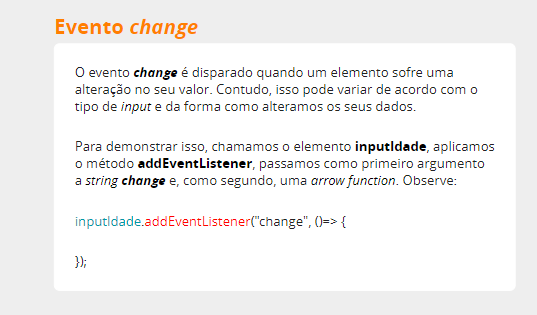 Evento change
O evento change é disparado quando um elemento sofre uma
alteração no seu valor. Contudo, isso pode variar de acordo com o
tipo de input e da forma como alteramos os seus dados.
Para demonstrar isso, chamamos o elemento inputIdade, aplicamos
o método addEventListener, passamos como primeiro argumento
a string change e, como segundo, uma arrow function. Observe:
inputIdade.addEventListener("change", ()=> {
});